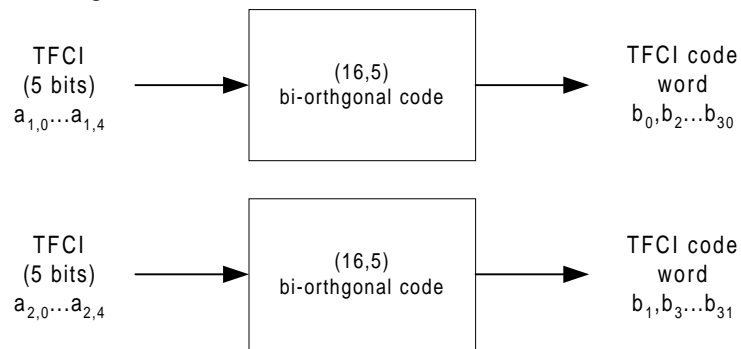 TFCI
(5 bits)
a1,0...a1,4
(16,5)
bi-orthgonal code
TFCI code
word
b0,b2...b30
TFCI
(5 bits)
a2,0...a2,4
(16,5)
bi-orthgonal code
TFCI code
word
b1,b3...b31